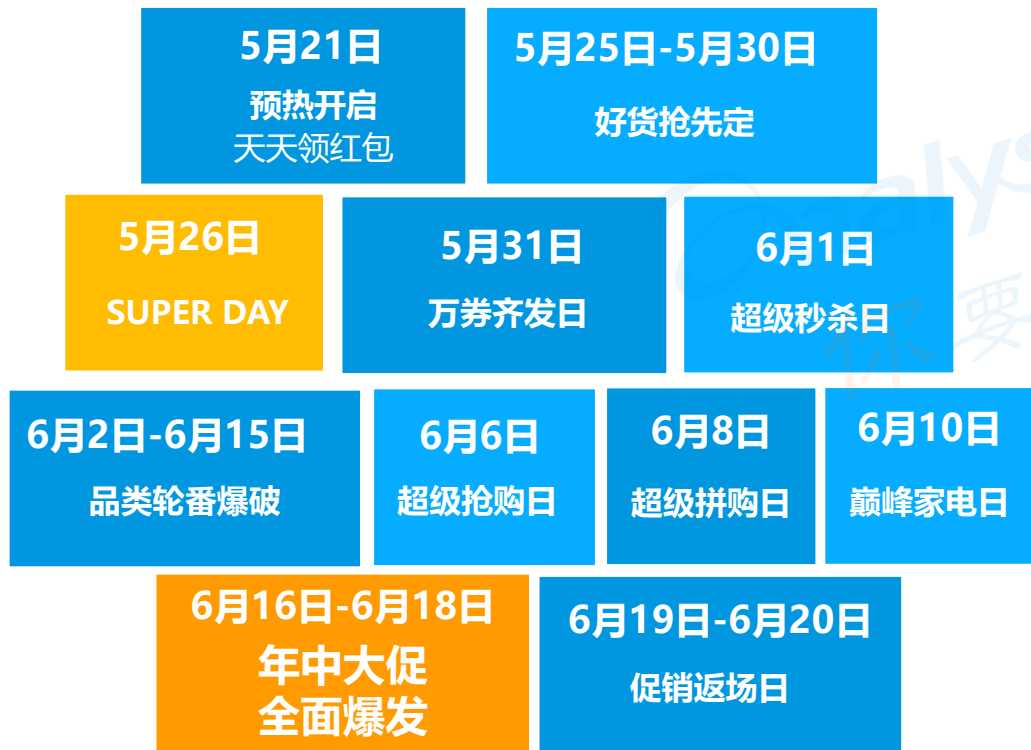 5月21日
预热开启
天天领红包
5月25日-5月30日
好货抢先定
5月26日
SUPER DAY
5月31日
万券齐发日
6月1日
超级秒杀日
6月2日-6月15日
品类轮番爆破
6月6日
超级抢购日
6月8日
超级拼购日
6月10日
巅峰家电日
6月16日-6月18日
年中大促
全面爆发
6月19日-6月20日
促销返场日
nalys
你要